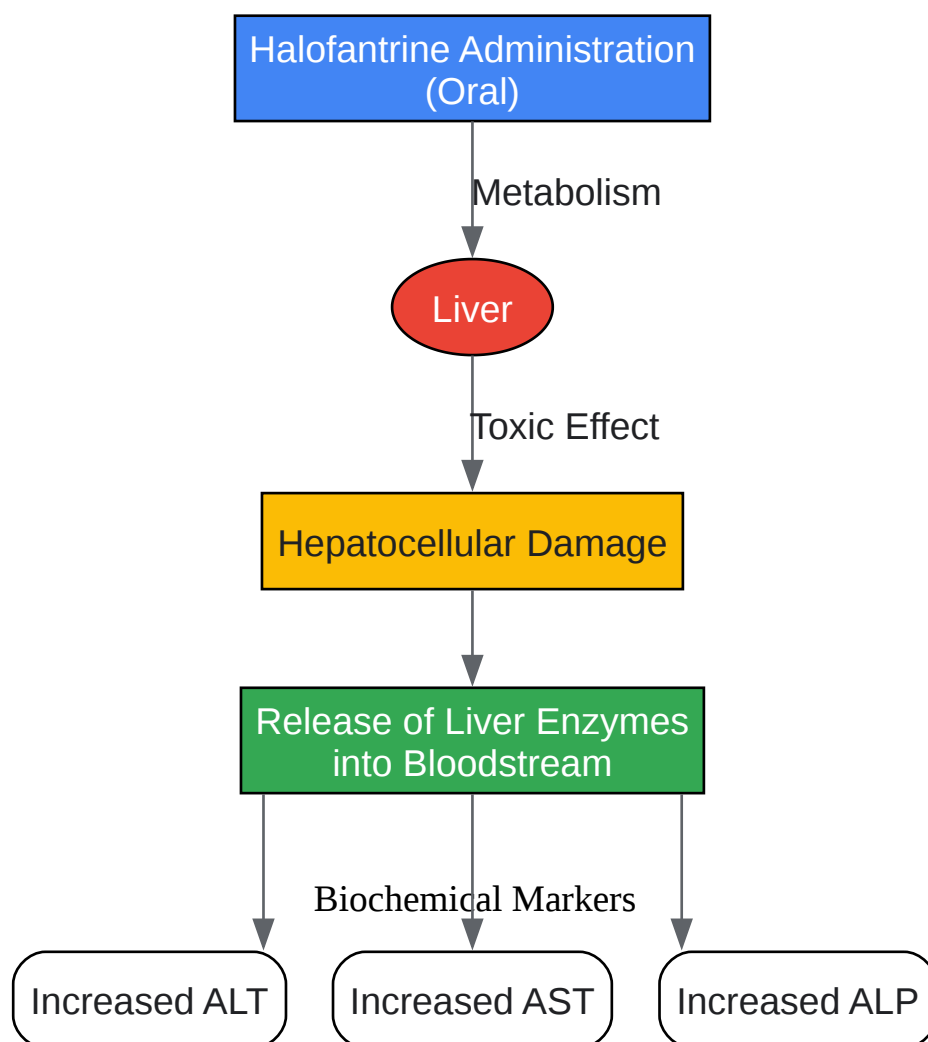 Halofantrine Administration
(Oral)
Metabolism
Liver
Toxic Effect
Hepatocellular Damage
Release of Liver Enzymes
into Bloodstream
Biochemical Markers
Increased ALT
Increased AST
Increased ALP